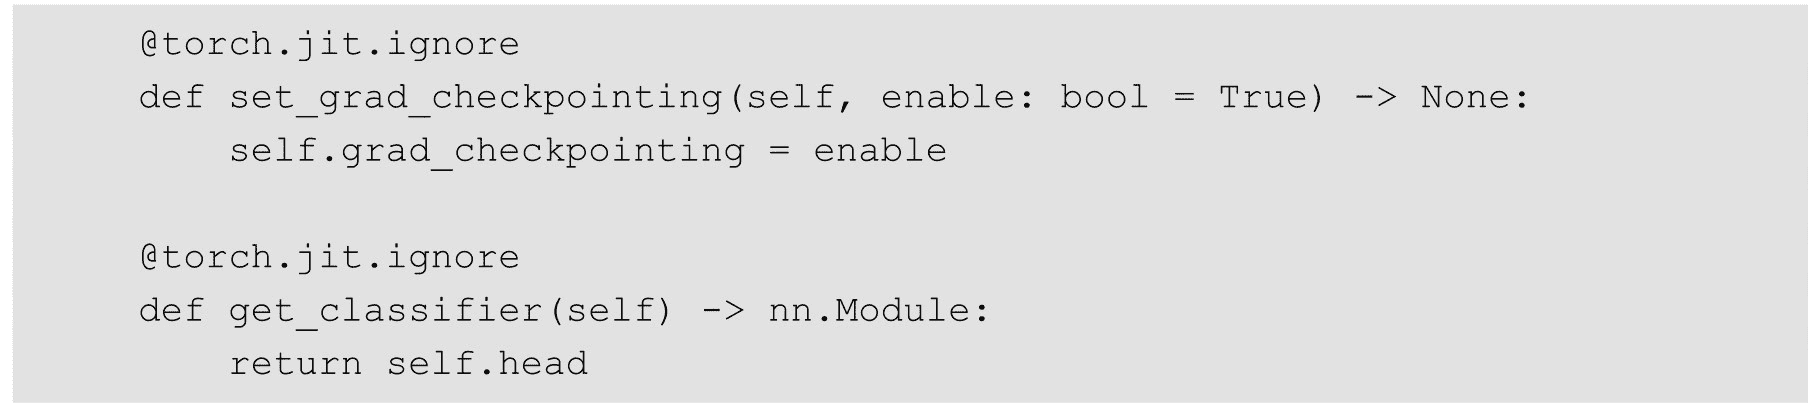 @torch.jit.ignore
def set_grad_checkpointing(self, enable: bool = True) -> None:
    self.grad_checkpointing = enable

@torch.jit.ignore
def get_classifier(self) -> nn.Module:
    return self.head